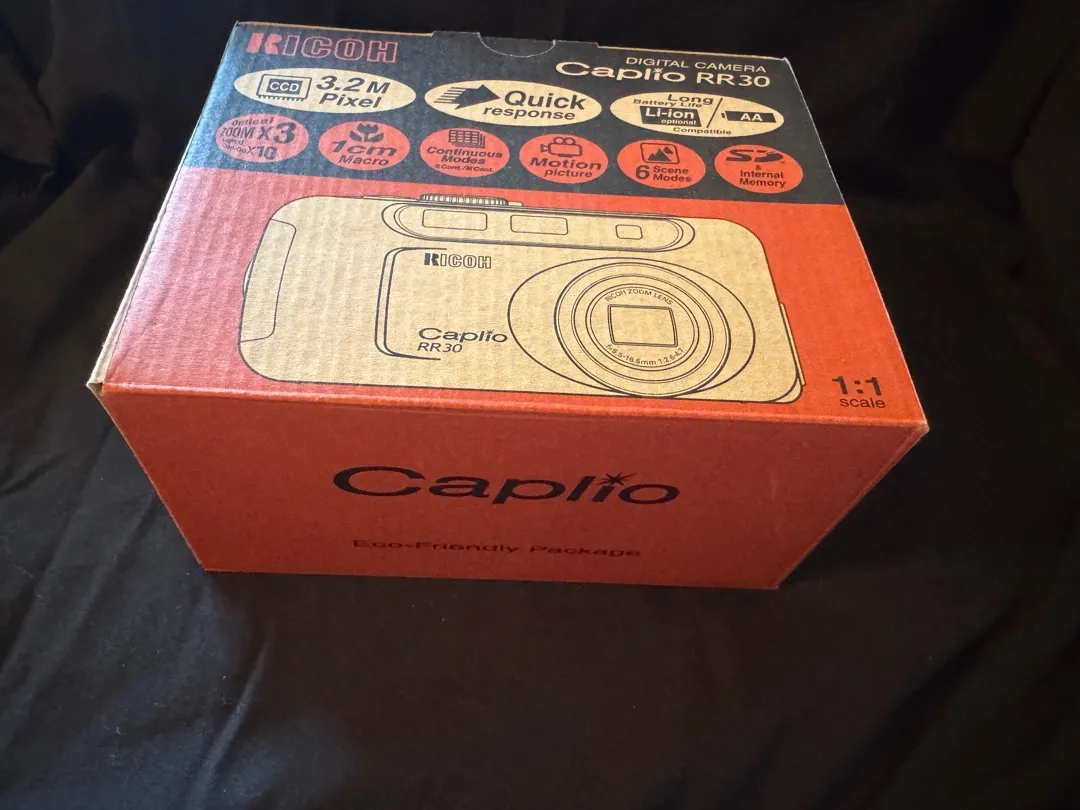 RICOH
DIGITAL CAMERA
Caplio RR30
CCD 3.2M
Pixel
Quick
response
Long
Battery Life
Li-ion / AA
optional
Compatible
Optical
ZOOM X3
X10
1cm
Macro
Continuous
Modes
S Cont./M Cont.
Motion
picture
6 Scene
Modes
SD
&
Internal
Memory
RICOH
Caplio
RR30
RICOH ZOOM LENS
1:1
scale
Caplio
Eco-Friendly Package